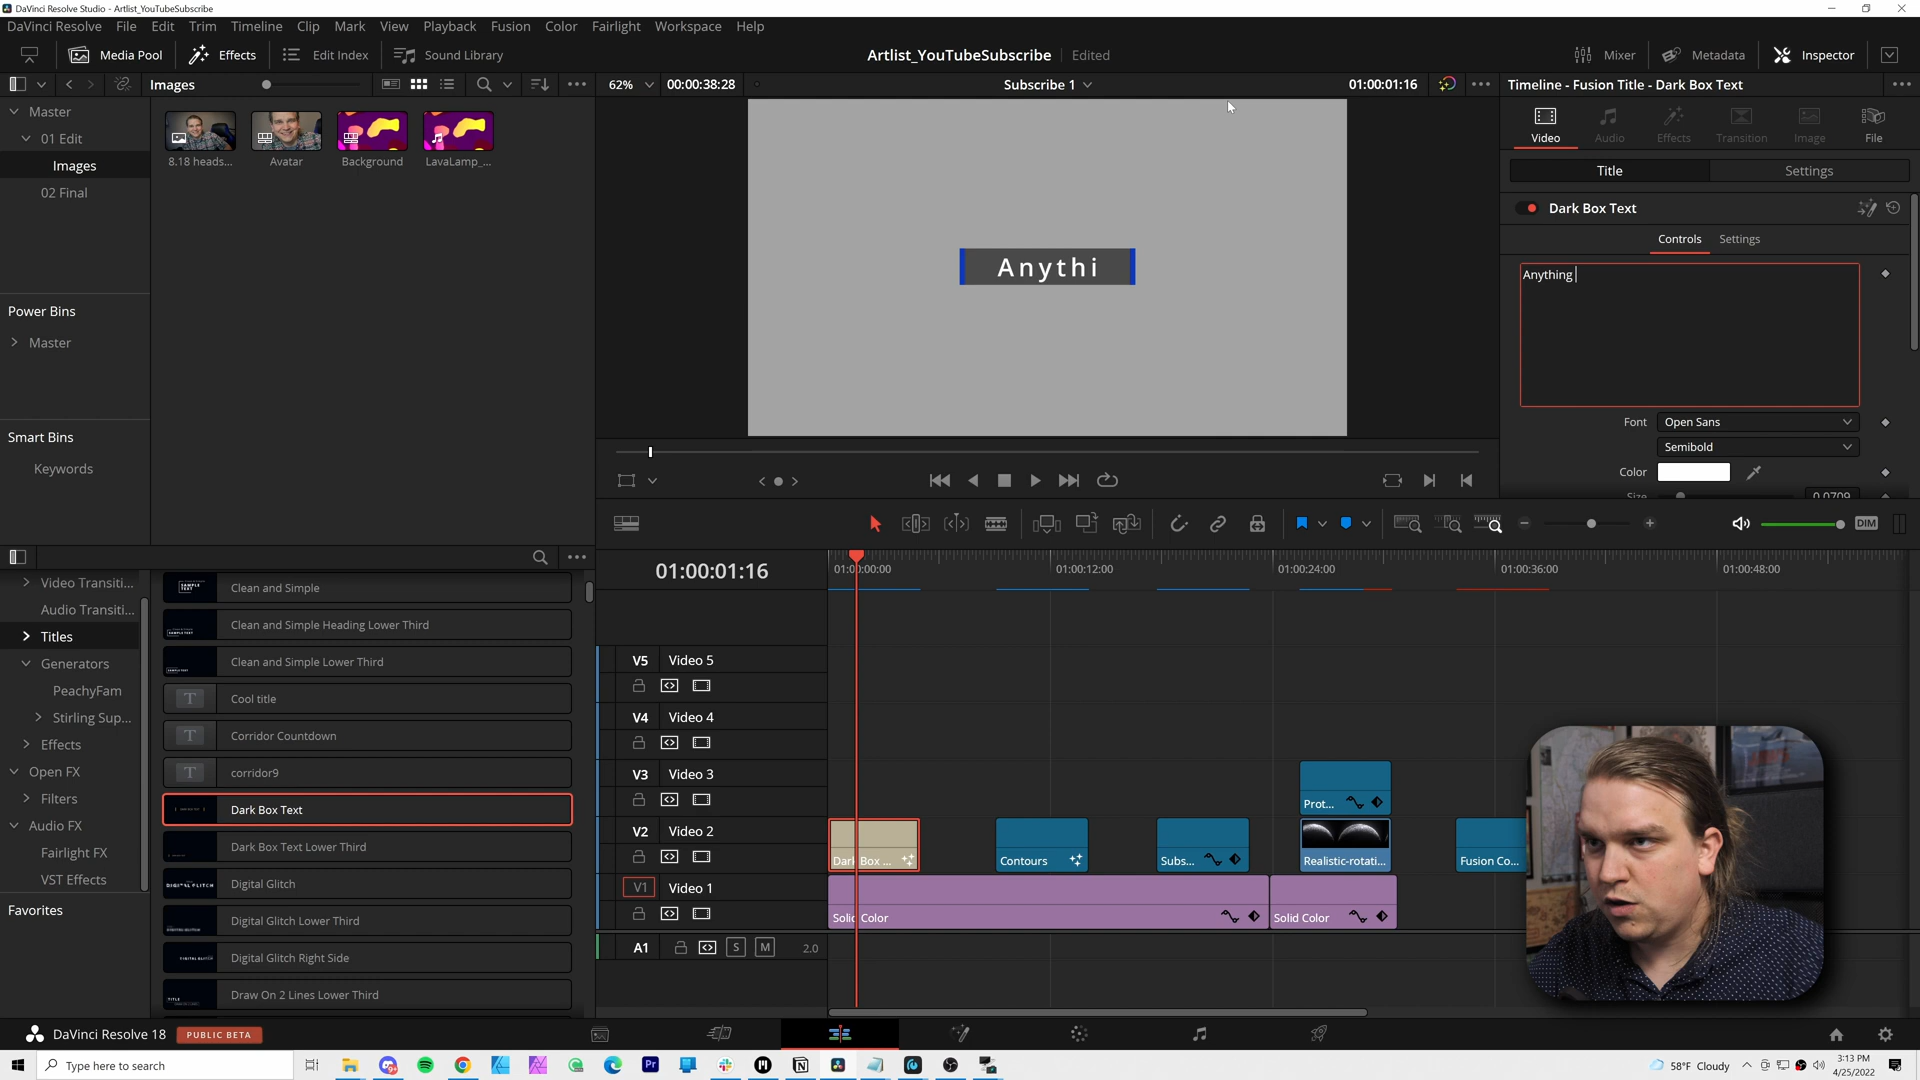 DaVinci Resolve Studio - Artlist_YouTubeSubscribe
DaVinci Resolve File Edit Trim Timeline Clip Mark View Playback Fusion Color Fairlight Workspace Help
Media Pool Effects Edit Index Sound Library Artlist_YouTubeSubscribe Edited Mixer Metadata Inspector
Images 62% 00:00:38:28 Subscribe 1 01:00:01:16 Timeline - Fusion Title - Dark Box Text
Master
01 Edit
Images
02 Final
8.18 heads... Avatar Background LavaLamp_...
Power Bins
Master
Smart Bins
Keywords
Anythi
Video Audio Effects Transition Image File
Title Settings
Dark Box Text
Controls Settings
Anything
Font Open Sans
Semibold
Color
Size 0.0709
DIM
Video Transiti...
Audio Transiti...
Titles
Generators
PeachyFam
Stirling Sup...
Effects
Open FX
Filters
Audio FX
Fairlight FX
VST Effects
Favorites
Clean and Simple
Clean and Simple Heading Lower Third
Clean and Simple Lower Third
Cool title
Corridor Countdown
corridor9
Dark Box Text
Dark Box Text Lower Third
Digital Glitch
Digital Glitch Lower Third
Digital Glitch Right Side
Draw On 2 Lines Lower Third
01:00:01:16 01:00:00:00 01:00:12:00 01:00:24:00 01:00:36:00 01:00:48:00
V5 Video 5
V4 Video 4
V3 Video 3
Prot...
V2 Video 2
Dark Box ... Contours Subs... Realistic-rotati... Fusion Co...
V1 Video 1
Solid Color Solid Color
A1 S M 2.0
DaVinci Resolve 18 PUBLIC BETA
Type here to search
58°F Cloudy
3:13 PM
4/25/2022